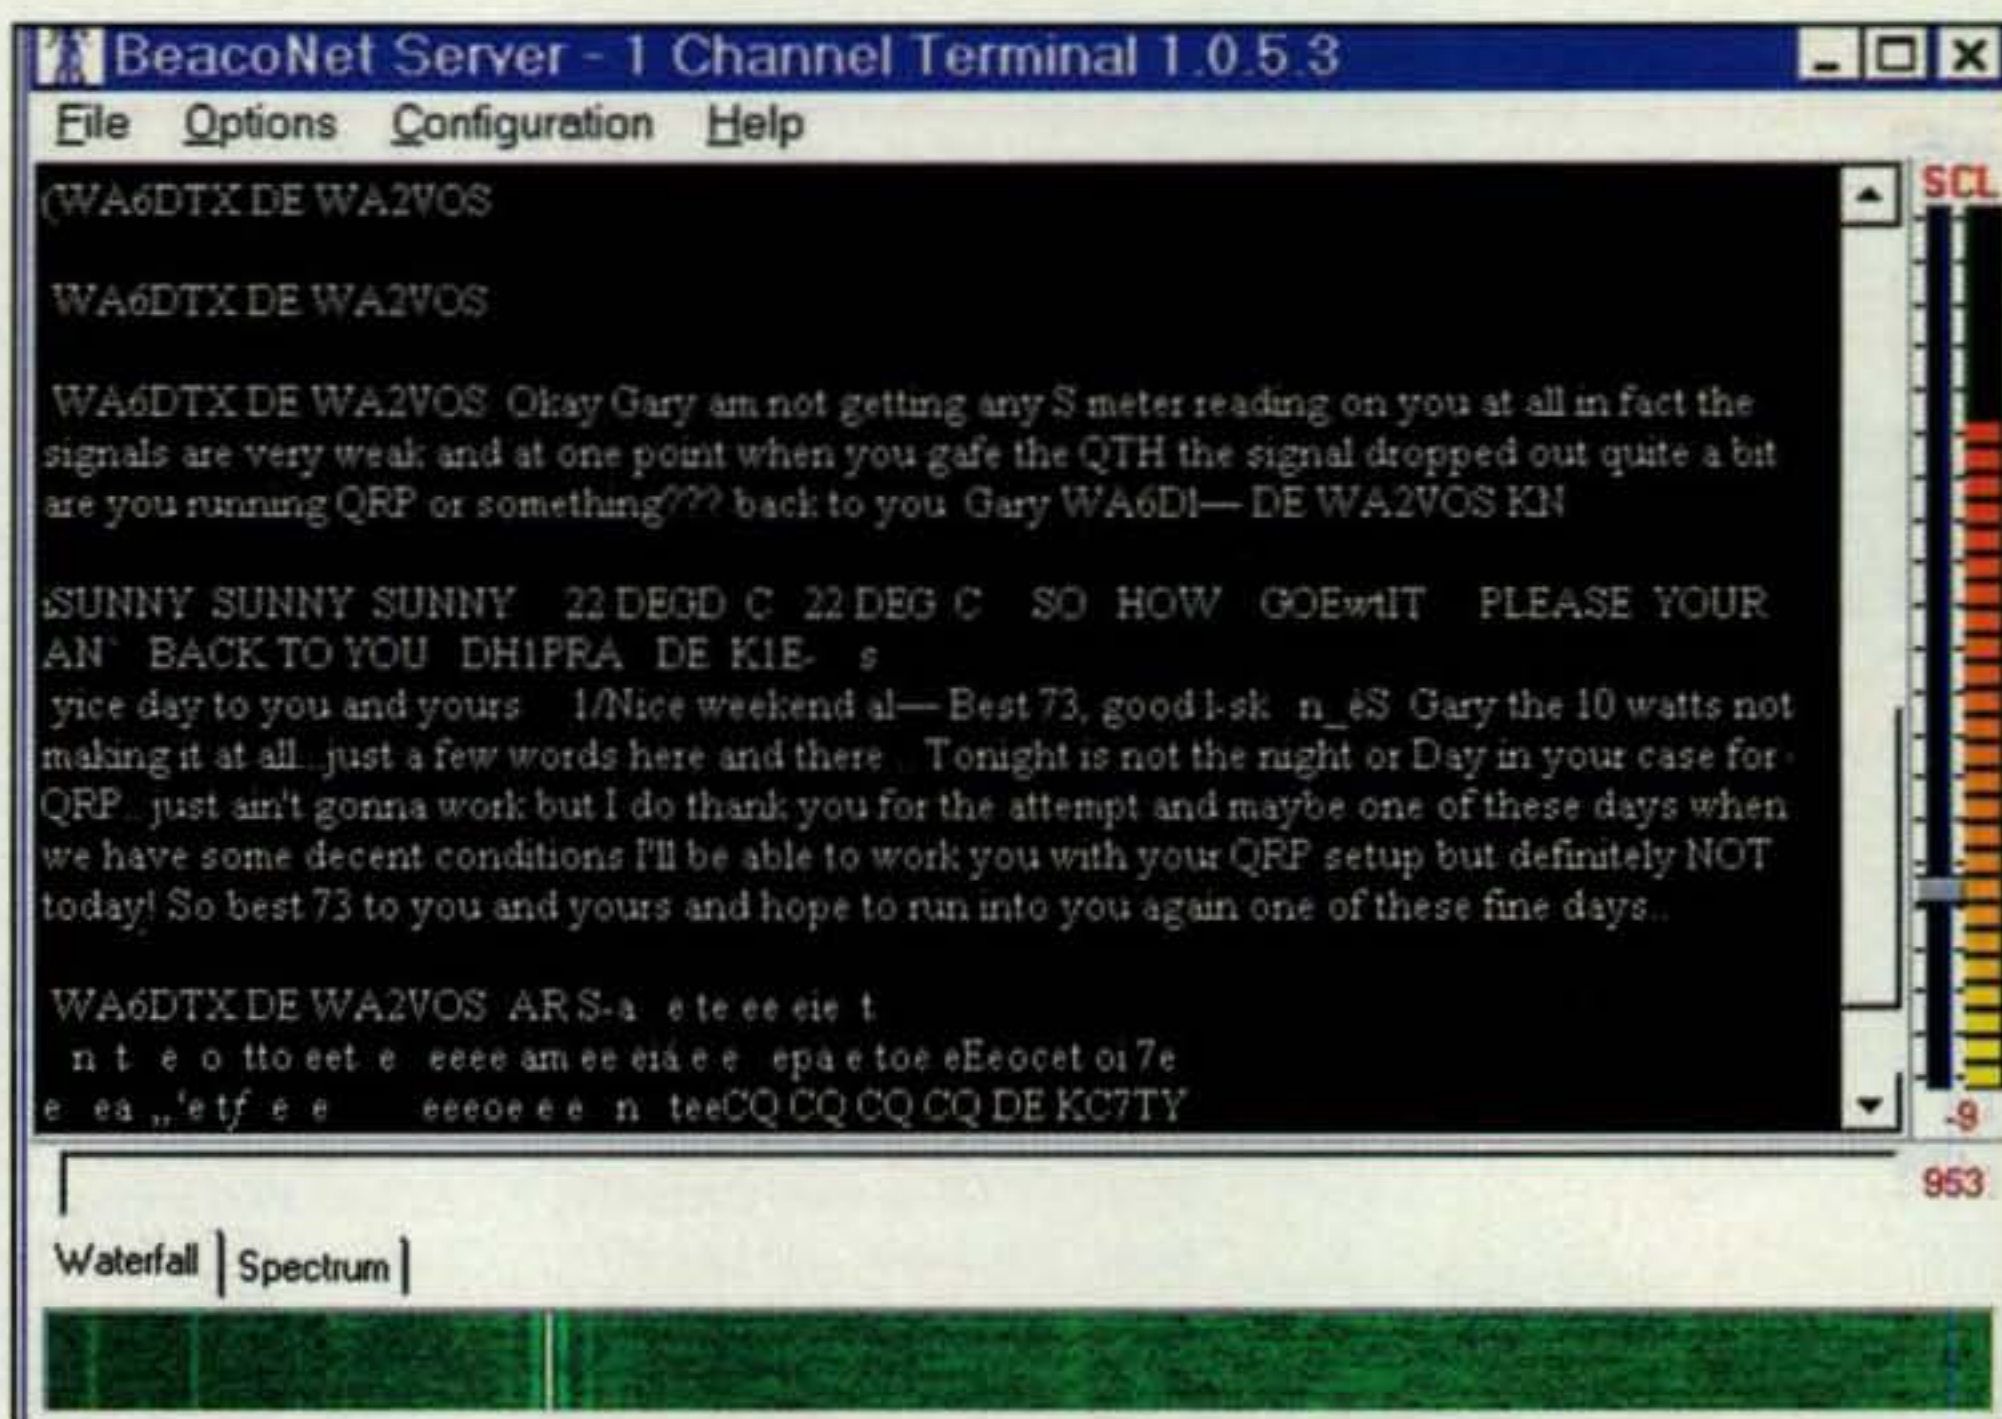 BeacoNet Server - 1 Channel Terminal 1.0.5.3
File Options Configuration Help
(WA6DTX DE WA2VOS
SCL
WA6DTX DE WA2VOS
WA6DTX DE WA2VOS Okay Gary am not getting any S meter reading on you at all in fact the
signals are very weak and at one point when you gafe the QTH the signal dropped out quite a bit
are you running QRP or something??? back to you Gary WA6Dl— DE WA2VOS KN
SUNNY SUNNY SUNNY 22 DEGD C 22 DEG C SO HOW GOEwtIT PLEASE YOUR
AN` BACK TO YOU DH1PRA DE K1E- s
yice day to you and yours 1/Nice weekend al— Best 73, good l-sk n_èS Gary the 10 watts not
making it at all...just a few words here and there .. Tonight is not the night or Day in your case for -
QRP.. just ain't gonna work but I do thank you for the attempt and maybe one of these days when
we have some decent conditions I'll be able to work you with your QRP setup but definitely NOT
today! So best 73 to you and yours and hope to run into you again one of these fine days..
WA6DTX DE WA2VOS AR S-a e te ee eie t
n t e o tto eet e eeee am ee eiá e e epa e toe eEeocet oi 7e
e ea „'e tƒ e e eeeoe e e n teeCQ CQ CQ CQ DE KC7TY
-9
953
Waterfall Spectrum